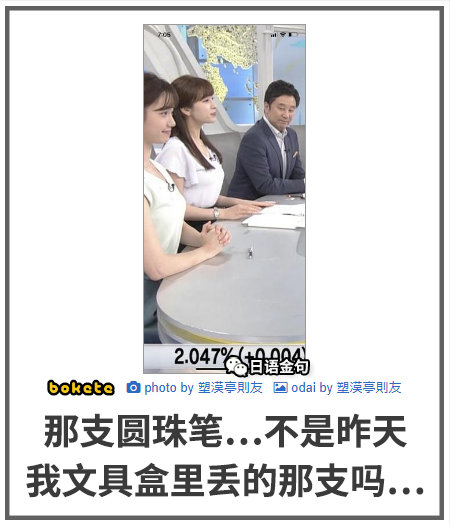 7:05
2.047% (+0.004)
日语金句
bokete photo by 塑漠亭則友 odai by 塑漠亭則友
那支圆珠笔…不是昨天
我文具盒里丢的那支吗…